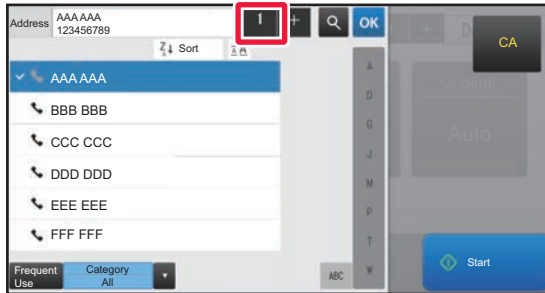 Address
AAA AAA
123456789
1
+
OK
CA
Z↓ Sort
AAA AAA
BBB BBB
CCC CCC
DDD DDD
EEE EEE
FFF FFF
A
D
G
J
M
P
T
W
ABC
Frequent
Use
Category
All
Original
Auto
Start